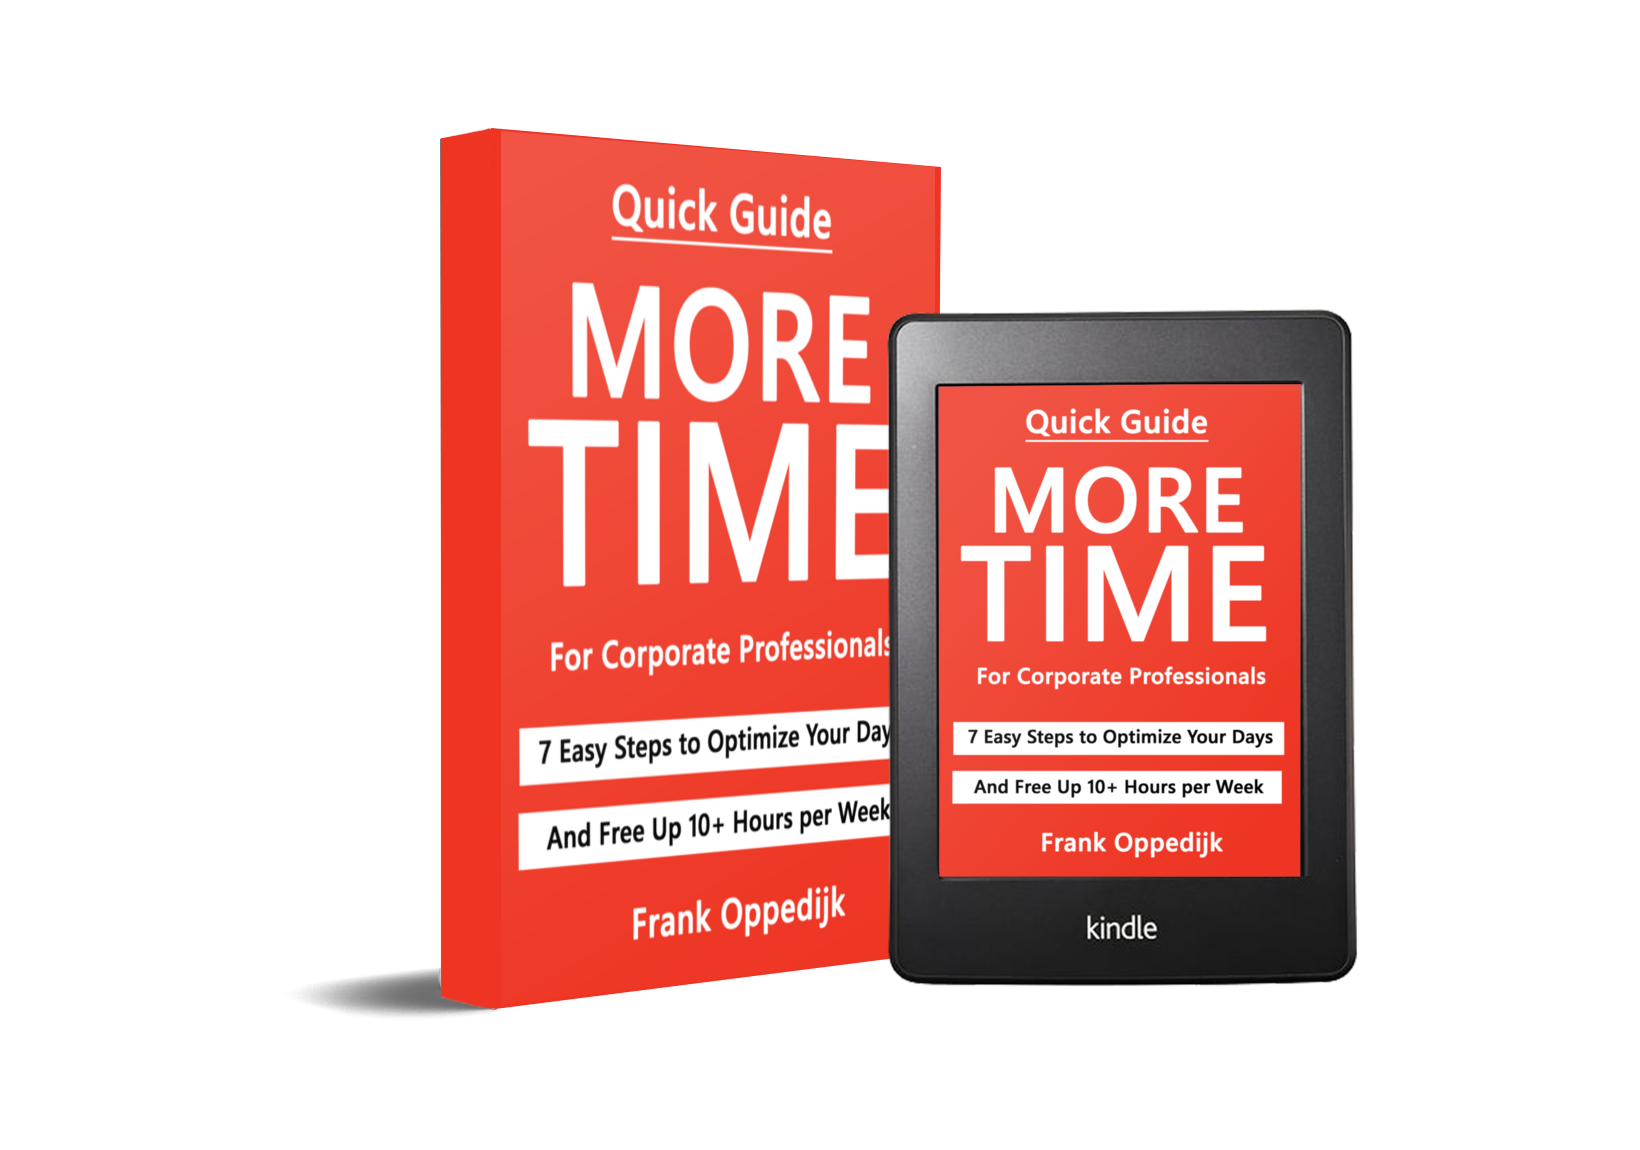 Quick Guide
MORE
TIME
For Corporate Professionals
7 Easy Steps to Optimize Your Day
And Free Up 10+ Hours per Week
Frank Oppedijk
Quick Guide
MORE
TIME
For Corporate Professionals
7 Easy Steps to Optimize Your Days
And Free Up 10+ Hours per Week
Frank Oppedijk
kindle